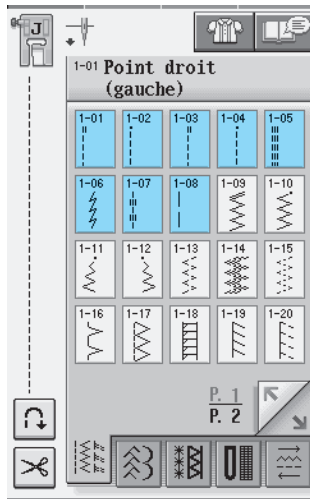 J
1-01 Point droit
(gauche)
1-01 1-02 1-03 1-04 1-05
1-06 1-07 1-08 1-09 1-10
1-11 1-12 1-13 1-14 1-15
1-16 1-17 1-18 1-19 1-20
P. 1
P. 2